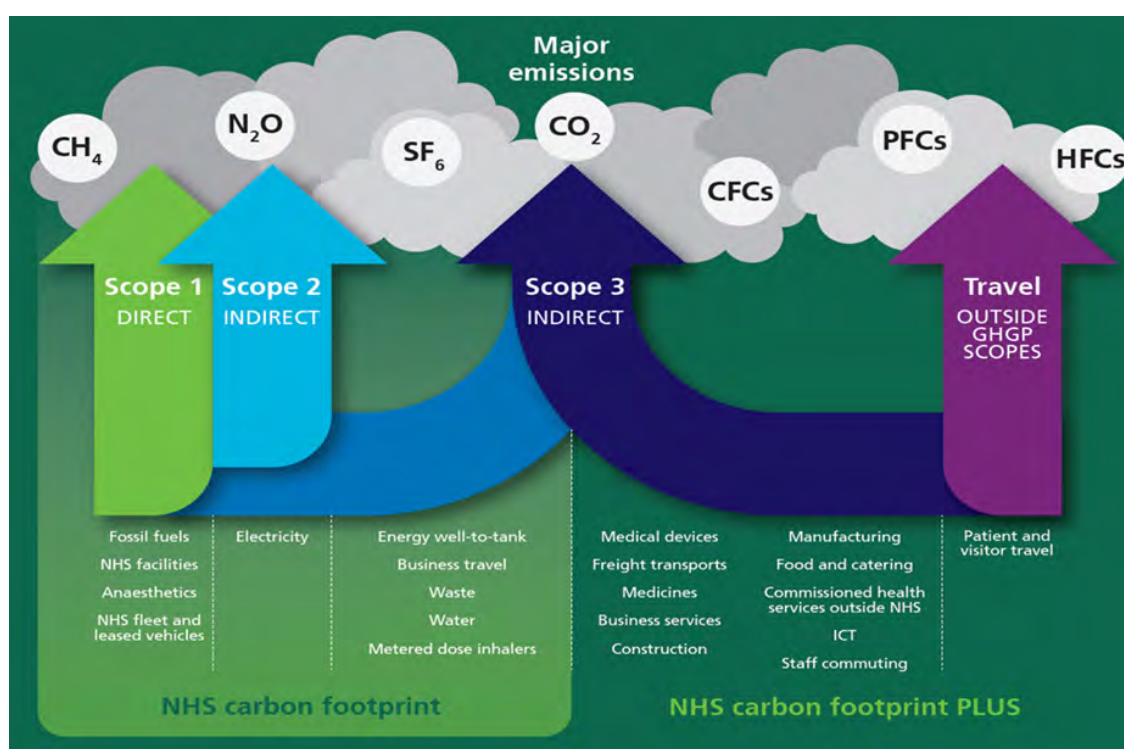 Major
emissions
CH₄
N₂O
SF₆
CO₂
CFCs
PFCs
HFCs
Scope 1
DIRECT
Scope 2
INDIRECT
Scope 3
INDIRECT
Travel
OUTSIDE
GHGP
SCOPES
Fossil fuels
NHS facilities
Anaesthetics
NHS fleet and
leased vehicles
Electricity
Energy well-to-tank
Business travel
Waste
Water
Metered dose inhalers
Medical devices
Freight transports
Medicines
Business services
Construction
Manufacturing
Food and catering
Commissioned health
services outside NHS
ICT
Staff commuting
Patient and
visitor travel
NHS carbon footprint
NHS carbon footprint PLUS